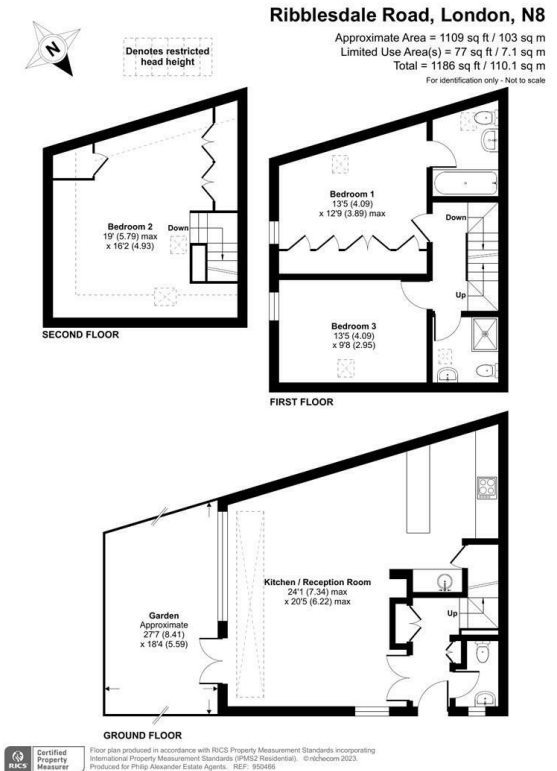 Ribblesdale Road, London, N8
Approximate Area = 1109 sq ft / 103 sq m
Limited Use Area(s) = 77 sq ft / 7.1 sq m
Total = 1186 sq ft / 110.1 sq m
For identification only - Not to scale
N
Denotes restricted
head height
Bedroom 2
19' (5.79) max
x 16'2 (4.93)
Down
SECOND FLOOR
Bedroom 1
13'5 (4.09)
x 12'9 (3.89) max
Down
Up
Bedroom 3
13'5 (4.09)
x 9'8 (2.95)
FIRST FLOOR
Kitchen / Reception Room
24'1 (7.34) max
x 20'5 (6.22) max
Up
Garden
Approximate
27'7 (8.41)
x 18'4 (5.59)
GROUND FLOOR
RICS
Certified
Property
Measurer
Floor plan produced in accordance with RICS Property Measurement Standards incorporating
International Property Measurement Standards (IPMS2 Residential). © nichecom 2023.
Produced for Philip Alexander Estate Agents. REF: 950466